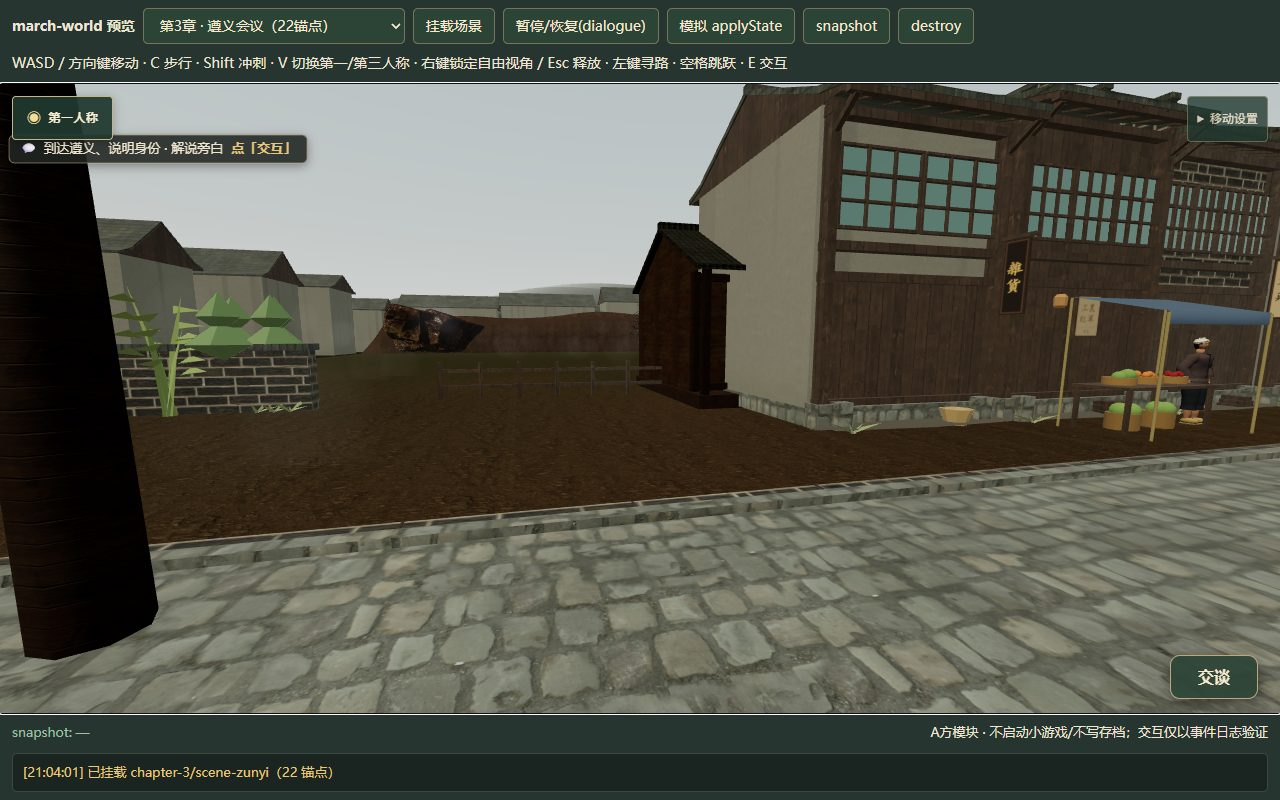 march-world 预览
第3章 · 遵义会议（22锚点）
挂载场景
暂停/恢复(dialogue)
模拟 applyState
snapshot
destroy
WASD / 方向键移动 · C 步行 · Shift 冲刺 · V 切换第一/第三人称 · 右键锁定自由视角 / Esc 释放 · 左键寻路 · 空格跳跃 · E 交互
第一人称
移动设置
到达遵义、说明身份 · 解说旁白 点「交互」
雜貨
交谈
snapshot: —
A方模块 · 不启动小游戏/不写存档；交互仅以事件日志验证
[21:04:01] 已挂载 chapter-3/scene-zunyi（22 锚点）